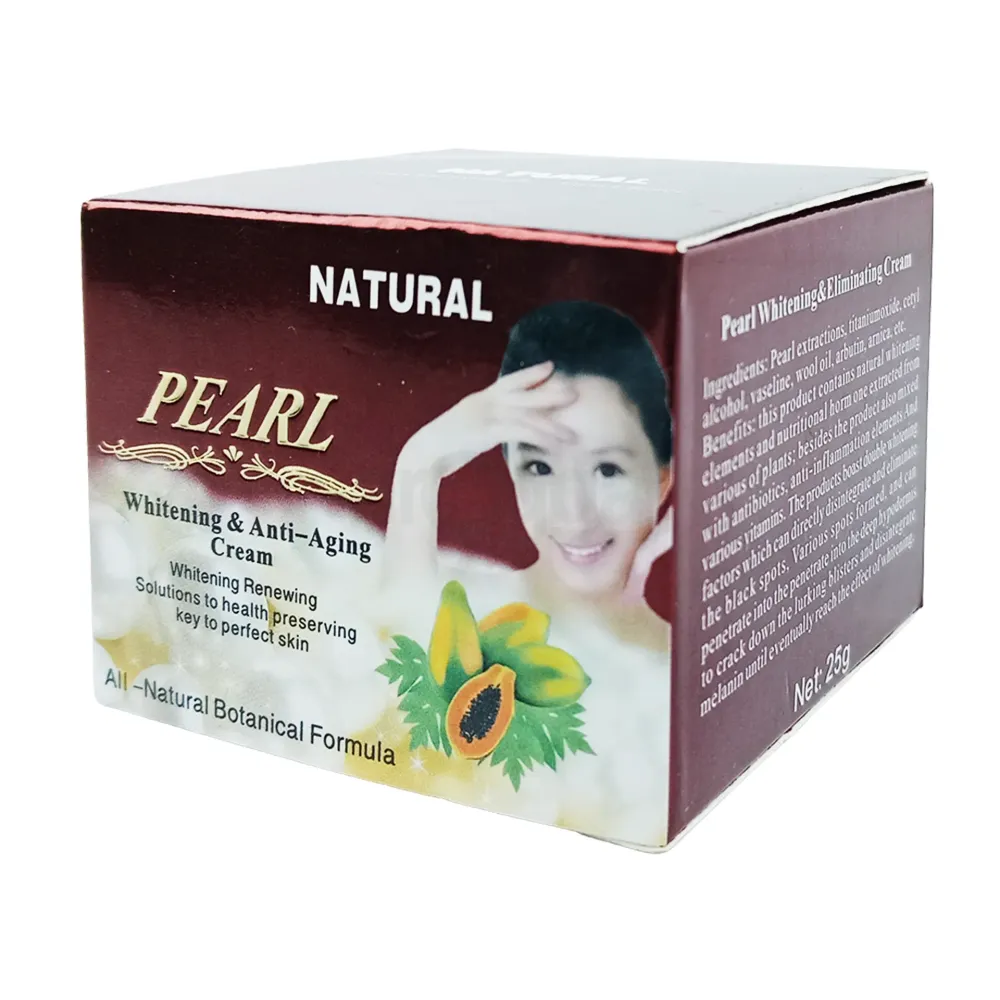 NATURAL
NATURAL
PEARL
Whitening & Anti-Aging
Cream
Whitening Renewing
Solutions to health preserving
key to perfect skin
All -Natural Botanical Formula
Pearl Whitening&Eliminating Cream
Ingredients: Pearl extractions, titaniumoxide, cetyl
alcohol, vaseline, wool oil, arbutin, arnica, etc.
Benefits: this product contains natural whitening
elements and nutritional horm one extracted from
various of plants; besides the product also mixed
with antibiotics, anti-inflammation elements And
various vitamins. The products boast double whitening
factors which can directly disintegrate and eliminate
the black spots, Various spots formed, and can
penetrate into the penetrate into the deep hypodermis
to crack down the lurking blisters and disintegrate
melanin until eventually reach the effect of whitening.
Net: 25g